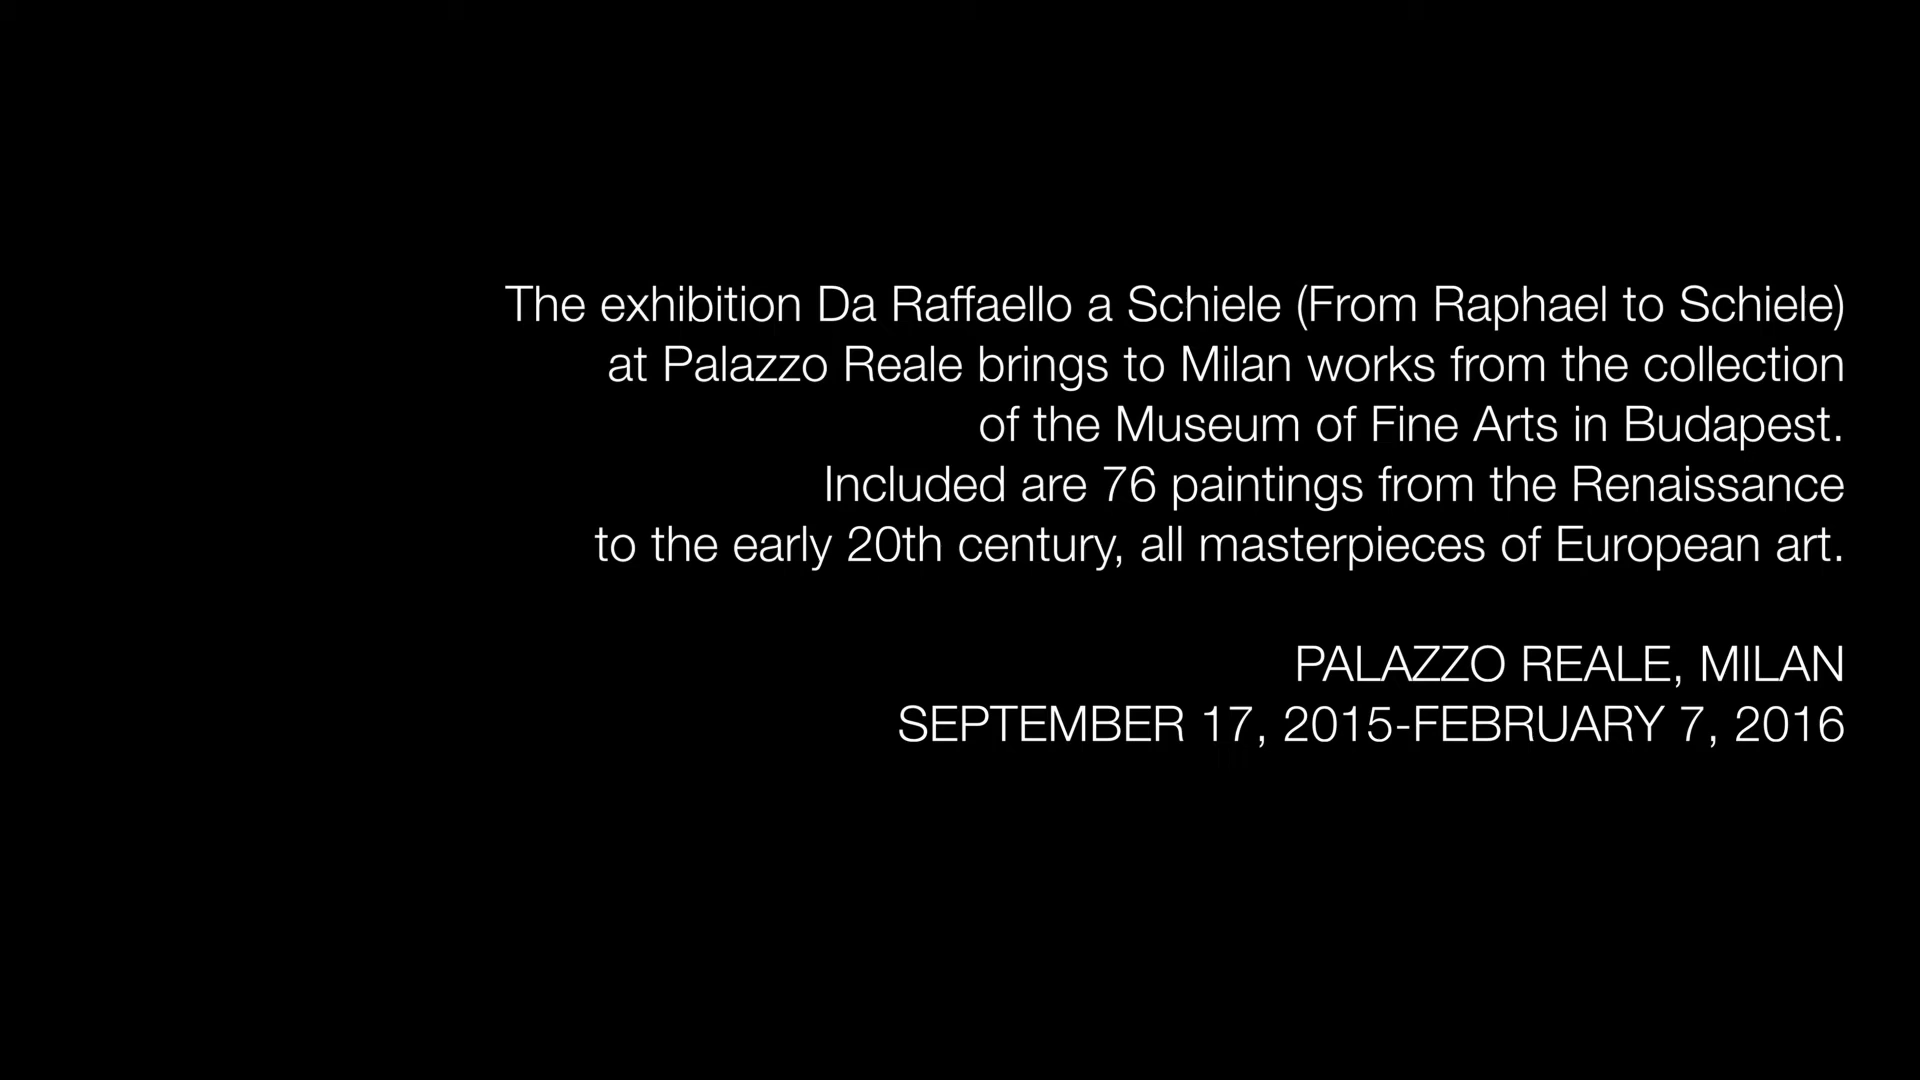 The exhibition Da Raffaello a Schiele (From Raphael to Schiele)
at Palazzo Reale brings to Milan works from the collection
of the Museum of Fine Arts in Budapest.
Included are 76 paintings from the Renaissance
to the early 20th century, all masterpieces of European art.
PALAZZO REALE, MILAN
SEPTEMBER 17, 2015-FEBRUARY 7, 2016